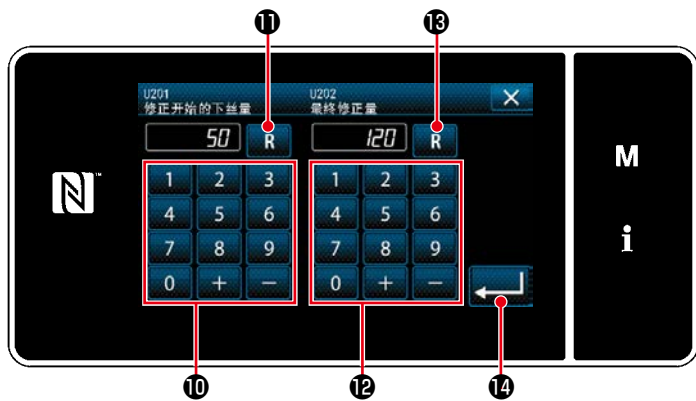 ⓫ ⓭
U201
修正开始的下丝量
U202
最终修正量
×
50 R
120 R
1 2 3
4 5 6
7 8 9
0 + −
1 2 3
4 5 6
7 8 9
0 + −
N™
M
i
❿ ⓬ ⓮